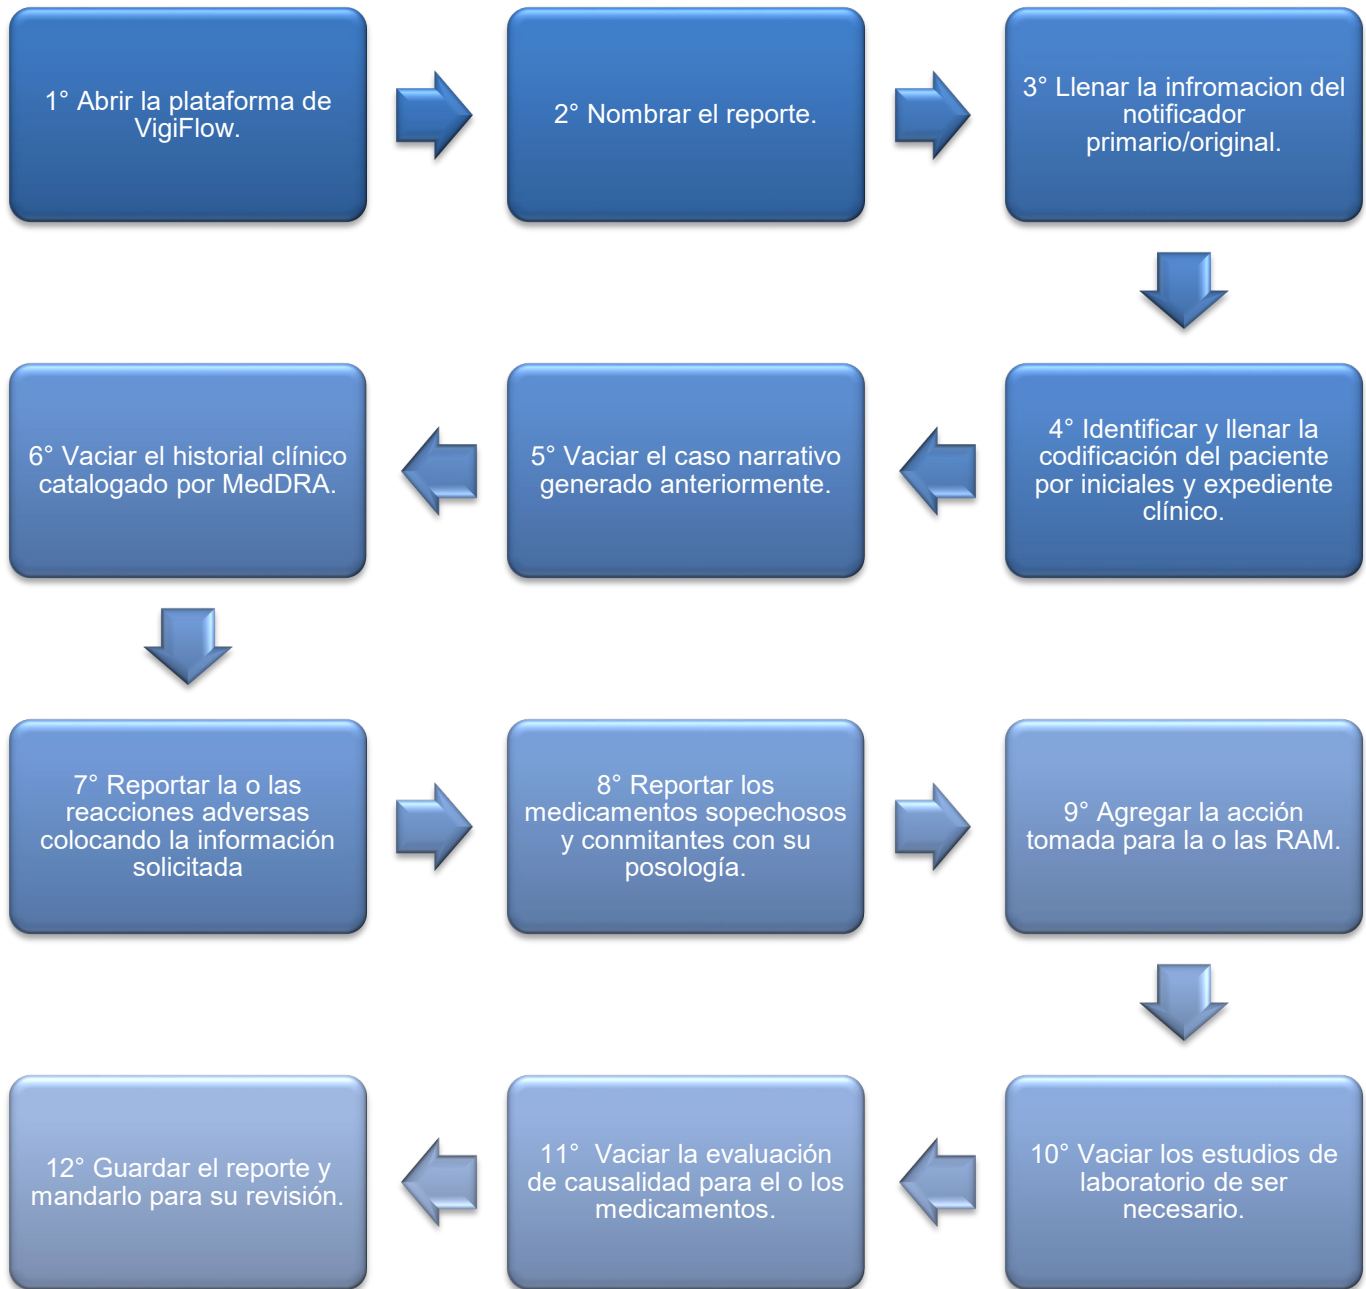 1° Abrir la plataforma de
VigiFlow.
2° Nombrar el reporte.
3° Llenar la infromacion del
notificador
primario/original.
4° Identificar y llenar la
codificación del paciente
por iniciales y expediente
clínico.
5° Vaciar el caso narrativo
generado anteriormente.
6° Vaciar el historial clínico
catalogado por MedDRA.
7° Reportar la o las
reacciones adversas
colocando la información
solicitada
8° Reportar los
medicamentos sopechosos
y conmitantes con su
posología.
9° Agregar la acción
tomada para la o las RAM.
10° Vaciar los estudios de
laboratorio de ser
necesario.
11° Vaciar la evaluación
de causalidad para el o los
medicamentos.
12° Guardar el reporte y
mandarlo para su revisión.